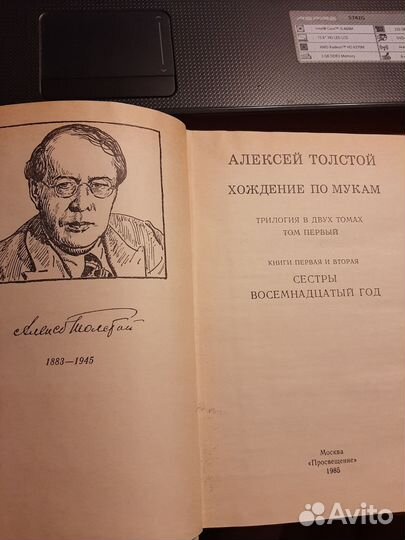 5742G
АЛЕКСЕЙ ТОЛСТОЙ
ХОЖДЕНИЕ ПО МУКАМ
ТРИЛОГИЯ В ДВУХ ТОМАХ
ТОМ ПЕРВЫЙ
КНИГИ ПЕРВАЯ И ВТОРАЯ
СЕСТРЫ
ВОСЕМНАДЦАТЫЙ ГОД
Алексей Толстой
1883—1945
Москва
«Просвещение»
1985
Avito